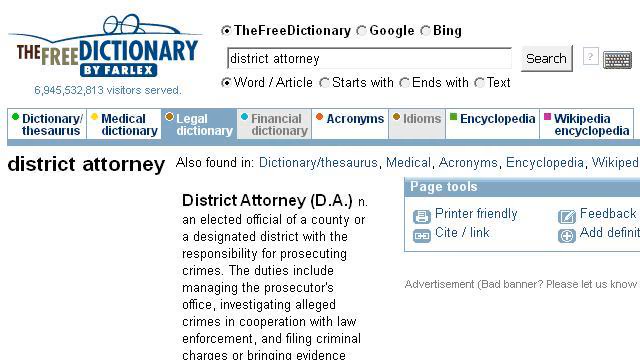 TheFreeDictionary Google Bing
THE FREE DICTIONARY
BY FARLEX
district attorney Search ?
6,945,532,813 visitors served.
Word / Article Starts with Ends with Text
Dictionary/ thesaurus Medical dictionary Legal dictionary Financial dictionary Acronyms Idioms Encyclopedia Wikipedia encyclopedia
district attorney Also found in: Dictionary/thesaurus, Medical, Acronyms, Encyclopedia, Wikiped
District Attorney (D.A.) n.
an elected official of a county or
a designated district with the
responsibility for prosecuting
crimes. The duties include
managing the prosecutor's
office, investigating alleged
crimes in cooperation with law
enforcement, and filing criminal
charges or bringing evidence
Page tools
Printer friendly Feedback
Cite / link Add definit
Advertisement (Bad banner? Please let us know